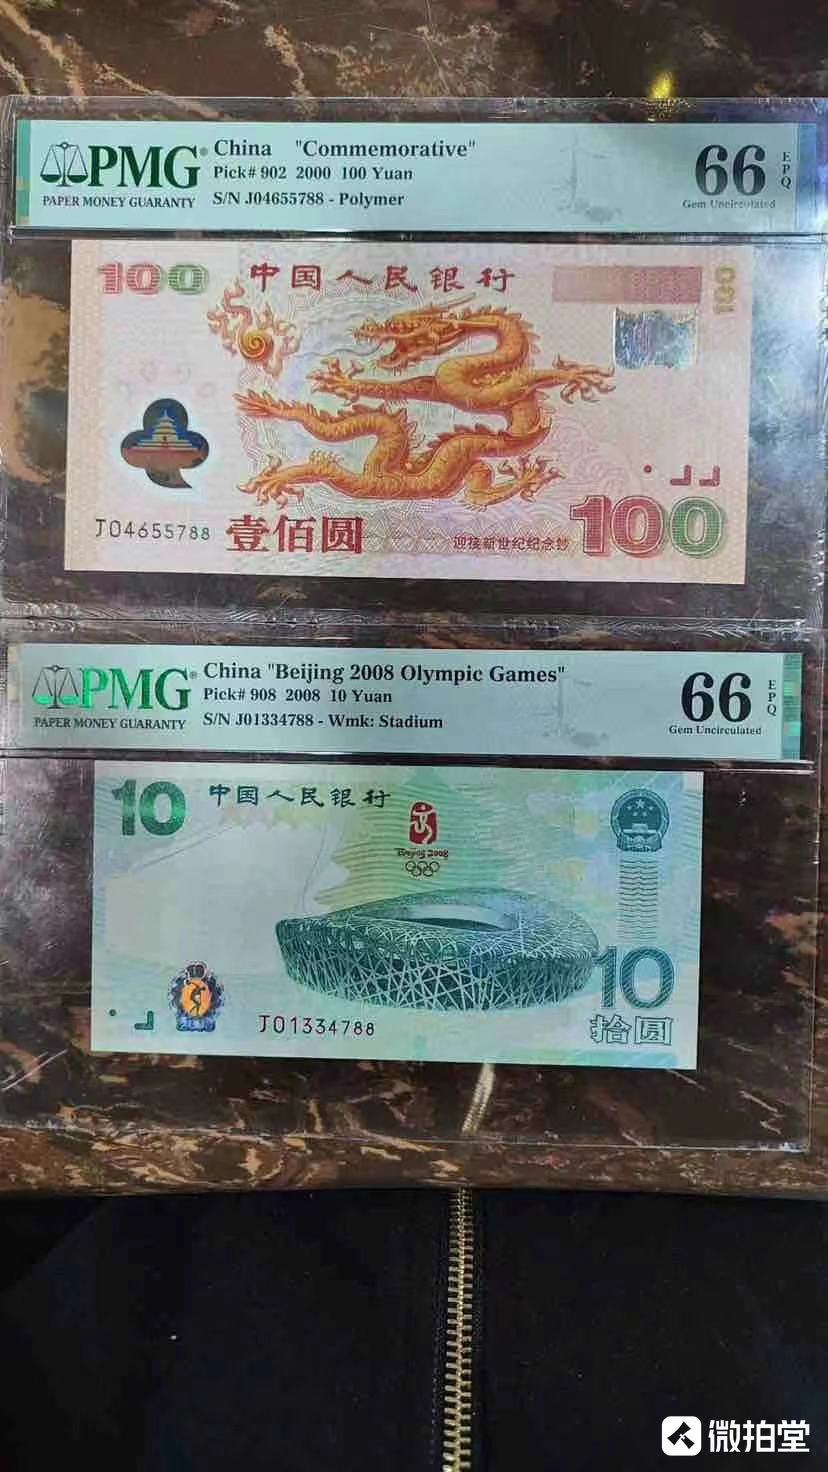 PMG®
PAPER MONEY GUARANTY
China "Commemorative"
Pick# 902 2000 100 Yuan
S/N J04655788 - Polymer
66
EPQ
Gem Uncirculated
100
中国人民银行
100
J04655788
壹佰圆
迎接新世纪纪念钞
100
PMG®
PAPER MONEY GUARANTY
China "Beijing 2008 Olympic Games"
Pick# 908 2008 10 Yuan
S/N J01334788 - Wmk: Stadium
66
EPQ
Gem Uncirculated
10
中国人民银行
Beijing 2008
J01334788
10
拾圆
微拍堂